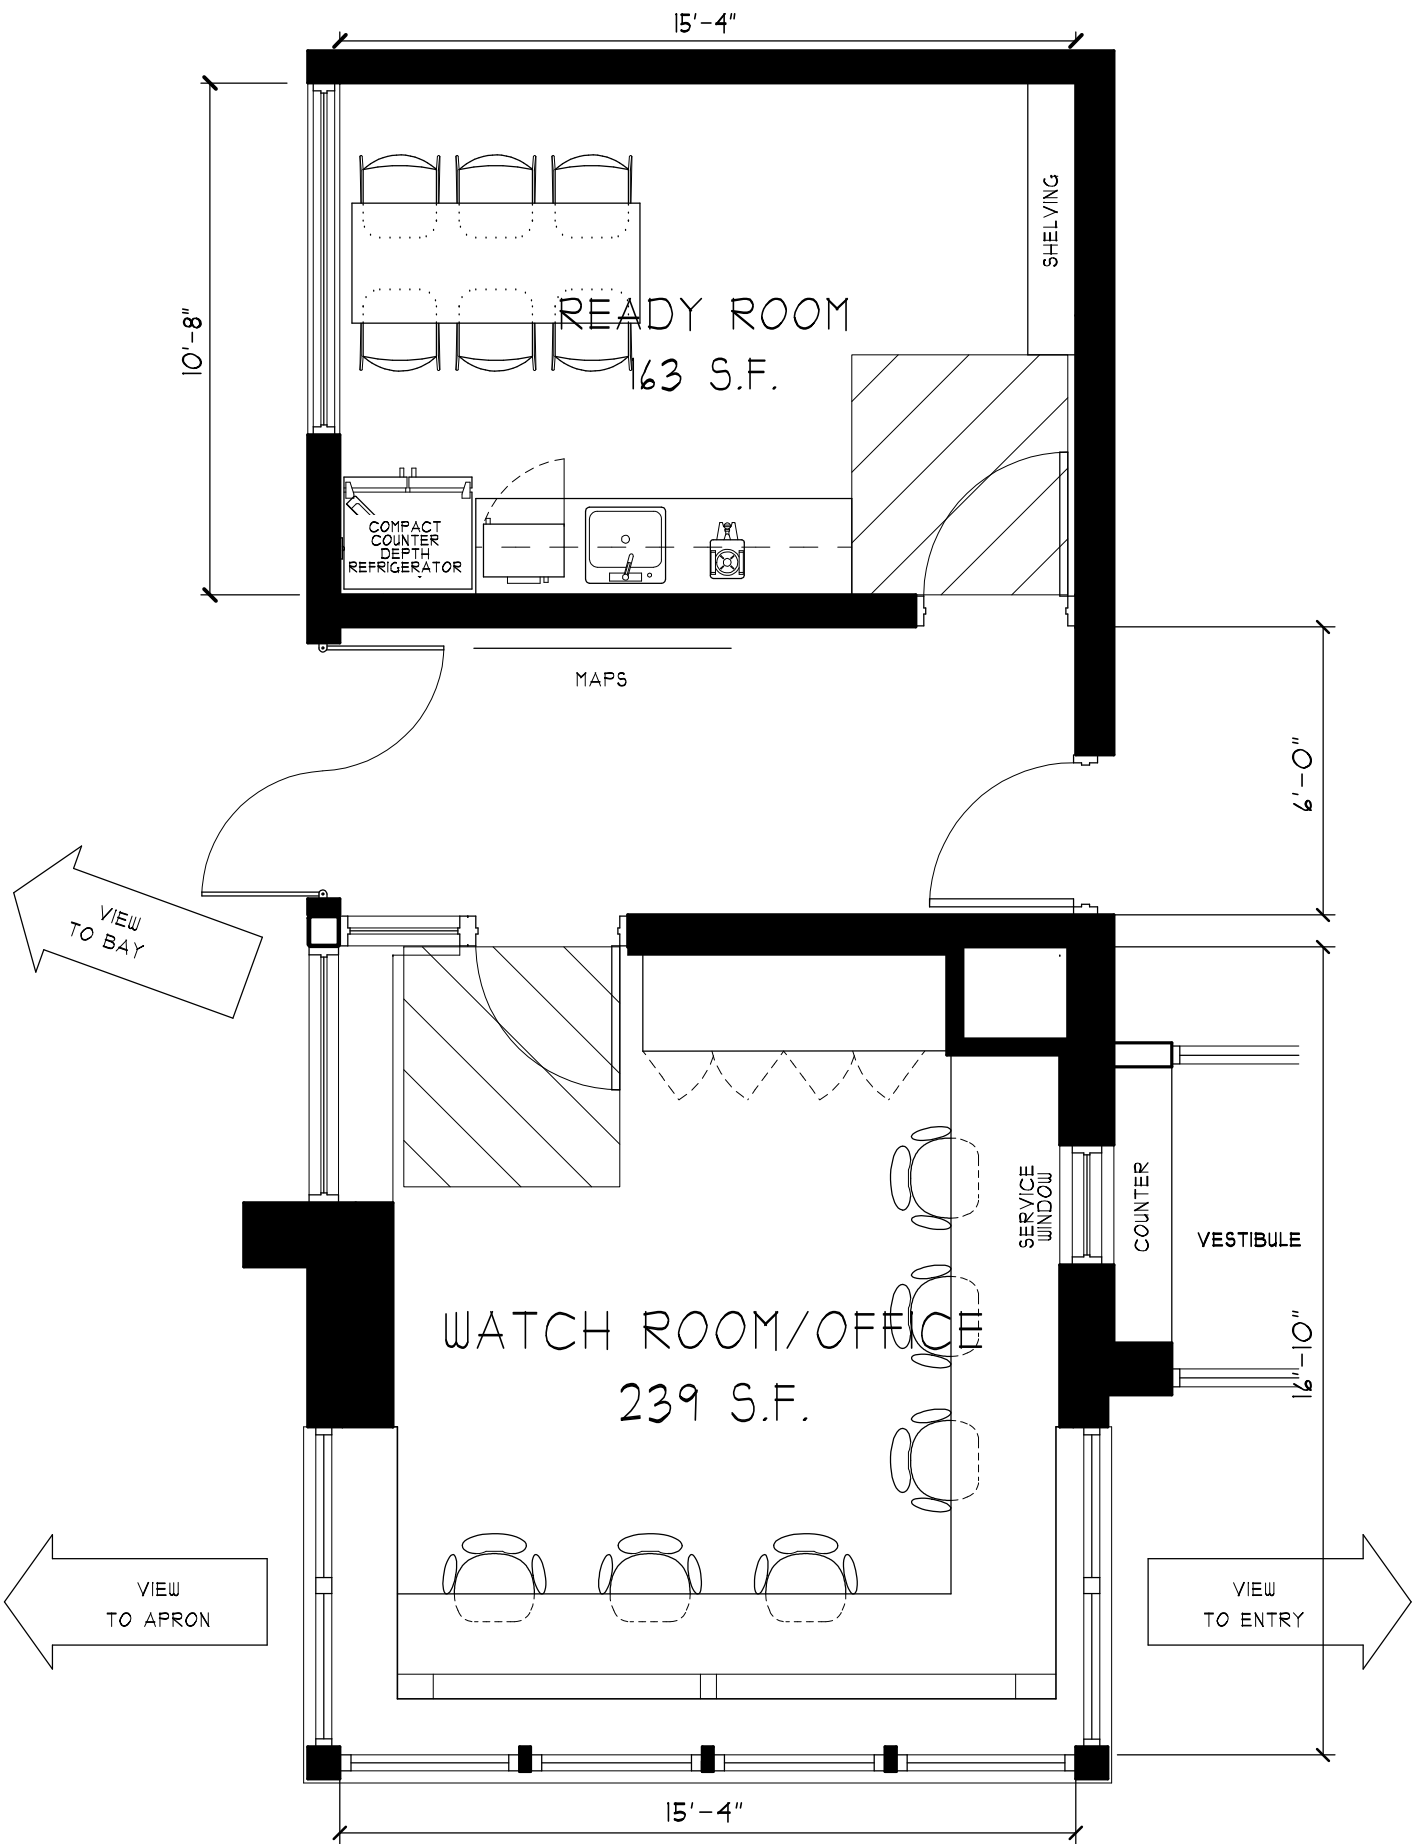 15'-4"
10'-8"
SHELVING
READY ROOM
163 S.F.
COMPACT
COUNTER
DEPTH
REFRIGERATOR
MAPS
6'-0"
VIEW
TO BAY
SERVICE
WINDOW
COUNTER
VESTIBULE
WATCH ROOM/OFFICE
239 S.F.
16'-10"
VIEW
TO APRON
VIEW
TO ENTRY
15'-4"